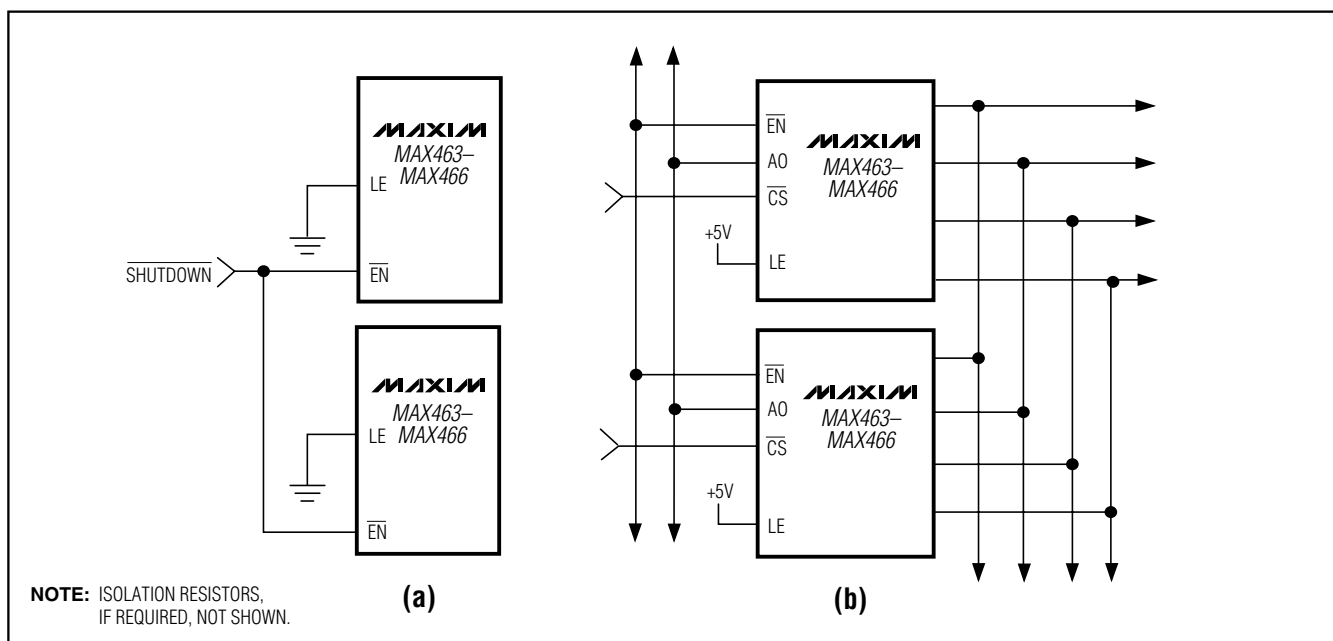 MAXIM
MAX463–
MAX466
LE
SHUTDOWN
EN
MAXIM
MAX463–
MAX466
LE
EN
NOTE: ISOLATION RESISTORS,
IF REQUIRED, NOT SHOWN.
(a)
EN
MAXIM
A0
MAX463–
MAX466
CS
+5V
LE
EN
MAXIM
A0
MAX463–
MAX466
CS
+5V
LE
(b)